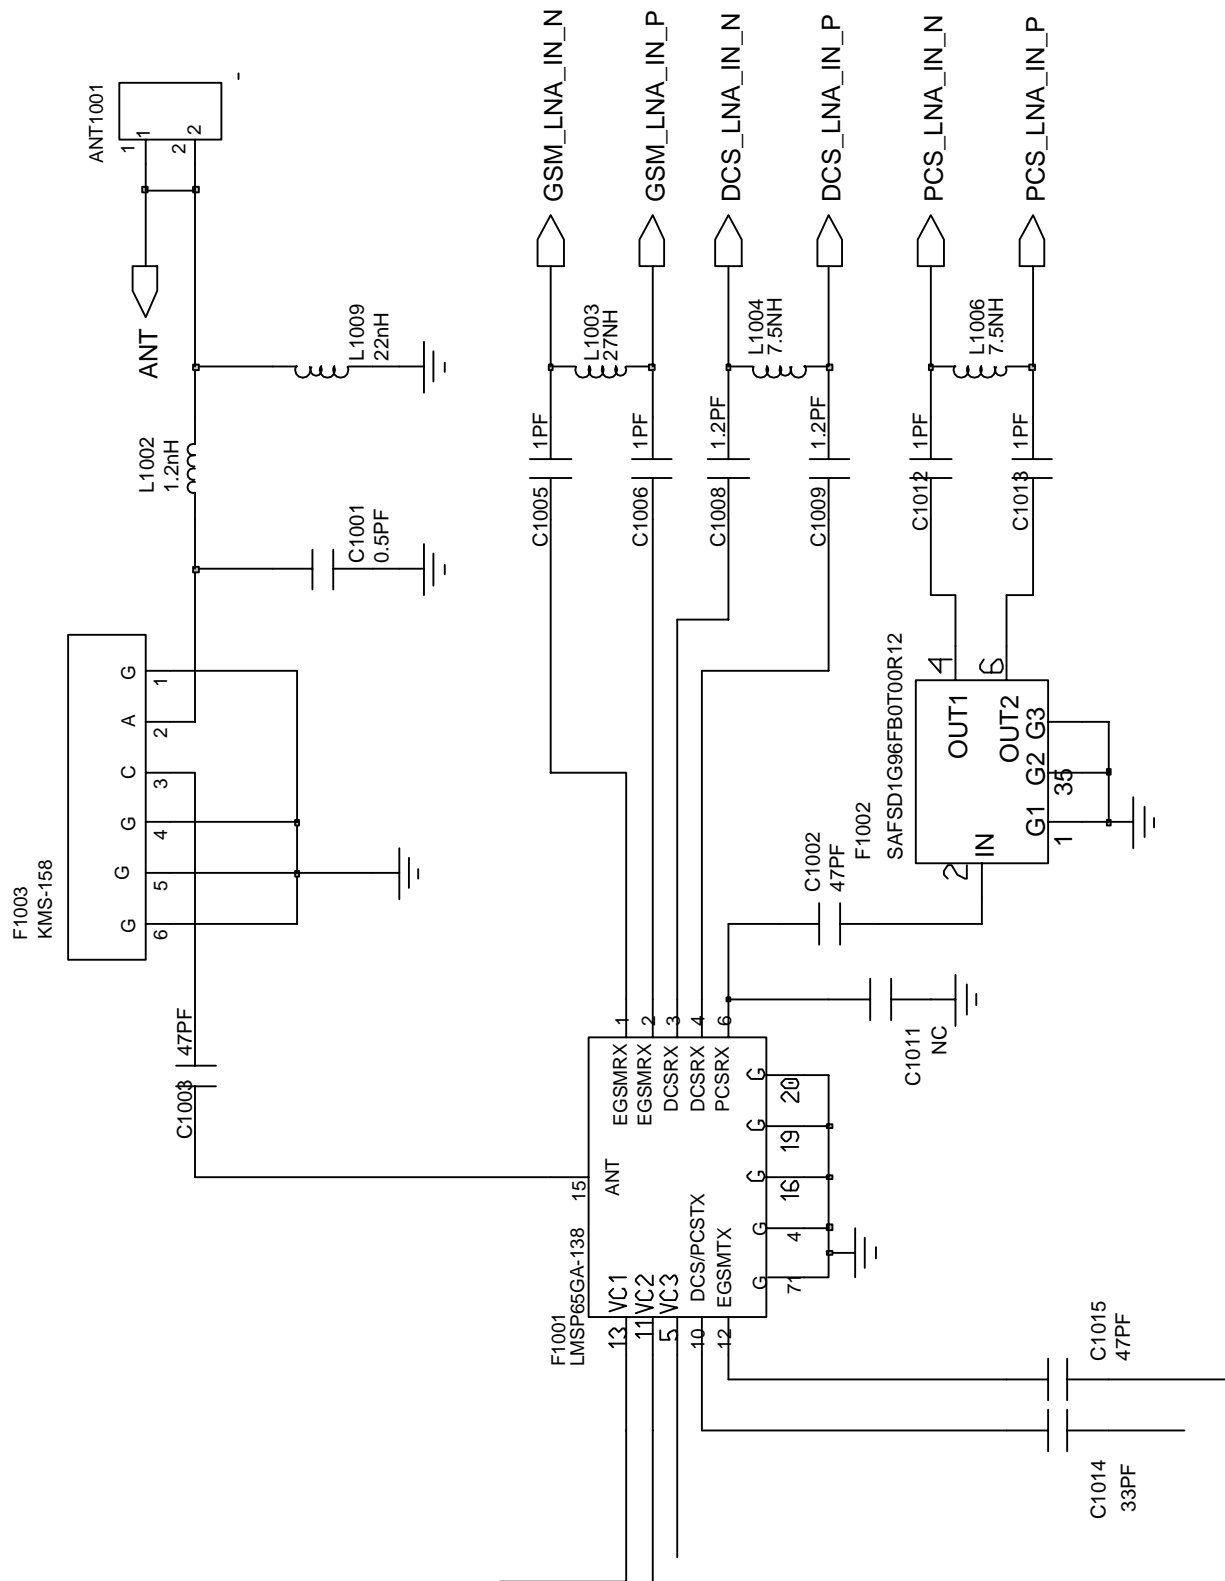 ANT1001
1
1
2
2
ANT
L1009
22nH
L1002
1.2nH
C1001
0.5PF
F1003
KMS-158
G
1
A
2
C
3
G
4
G
5
G
6
C1003
47PF
GSM_LNA_IN_N
GSM_LNA_IN_P
DCS_LNA_IN_N
DCS_LNA_IN_P
PCS_LNA_IN_N
PCS_LNA_IN_P
L1003
27NH
L1004
7.5NH
L1006
7.5NH
C1005
1PF
C1006
1PF
C1008
1.2PF
C1009
1.2PF
C1012
1PF
C1013
1PF
F1002
SAFSD1G96FB0T00R12
OUT1
4
OUT2
6
IN
2
G1
1
G2
G3
35
C1002
47PF
C1011
NC
F1001
LMSP65GA-138
ANT
15
EGSMRX
1
EGSMRX
2
DCSRX
3
DCSRX
4
PCSRX
6
VC1
13
VC2
11
VC3
5
DCS/PCSTX
10
EGSMTX
12
G
20
G
19
G
16
G
4
G
71
C1015
47PF
C1014
33PF